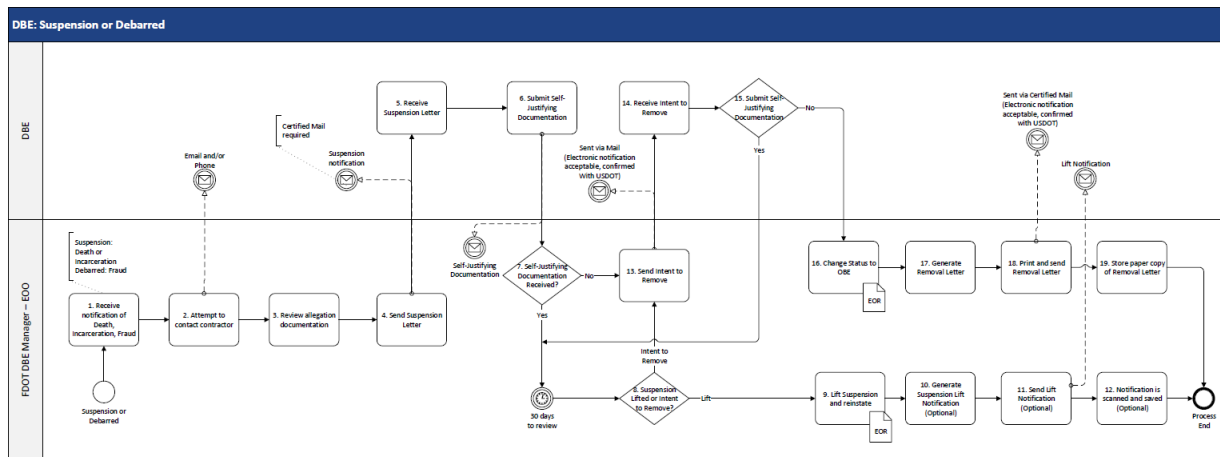 DBE: Suspension or Debarred
DBE
5. Receive
Suspension Letter
6. Submit Self-
Justifying
Documentation
14. Receive Intent to
Remove
15. Submit Self-
Justifying
Documentation
No
Yes
Certified Mail
required
Suspension
notification
Email and/or
Phone
Sent via Mail
(Electronic notification
acceptable, confirmed
with USDOT)
Sent via Certified Mail
(Electronic notification
acceptable, confirmed
with USDOT)
Lift Notification
FDOT DBE Manager – EOO
Suspension:
Death or
Incarceration
Debarred: Fraud
Self-Justifying
Documentation
1. Receive
notification of
Death,
Incarceration, Fraud
2. Attempt to
contact contractor
3. Review allegation
documentation
4. Send Suspension
Letter
7. Self-Justifying
Documentation
Received?
No
Yes
13. Send Intent to
Remove
16. Change Status to
OBE
EOR
17. Generate
Removal Letter
18. Print and send
Removal Letter
19. Store paper copy
of Removal Letter
Suspension or
Debarred
30 days
to review
Intent to
Remove
8. Suspension
Lifted or Intent
to Remove?
Lift
9. Lift Suspension
and reinstate
EOR
10. Generate
Suspension Lift
Notification
(Optional)
11. Send Lift
Notification
(Optional)
12. Notification is
scanned and saved
(Optional)
Process
End